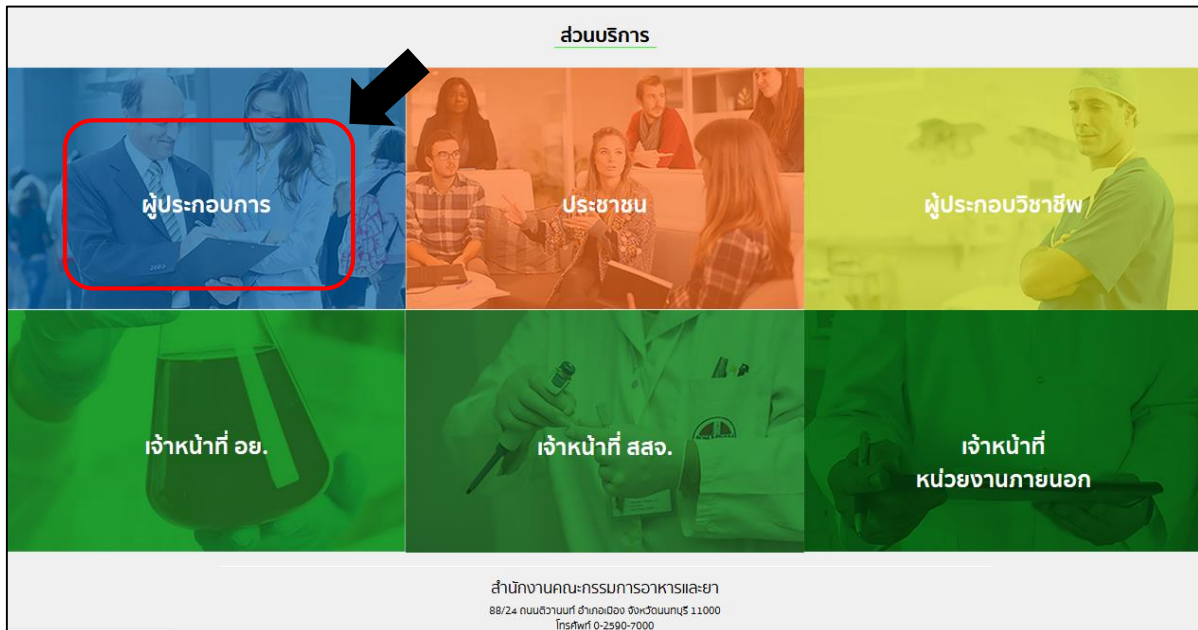 ส่วนบริการ
ผู้ประกอบการ
ประชาชน
ผู้ประกอบวิชาชีพ
เจ้าหน้าที่ อย.
เจ้าหน้าที่ สสจ.
เจ้าหน้าที่
หน่วยงานภายนอก
สำนักงานคณะกรรมการอาหารและยา
88/24 ถนนติวานนท์ อำเภอเมือง จังหวัดนนทบุรี 11000
โทรศัพท์ 0-2590-7000